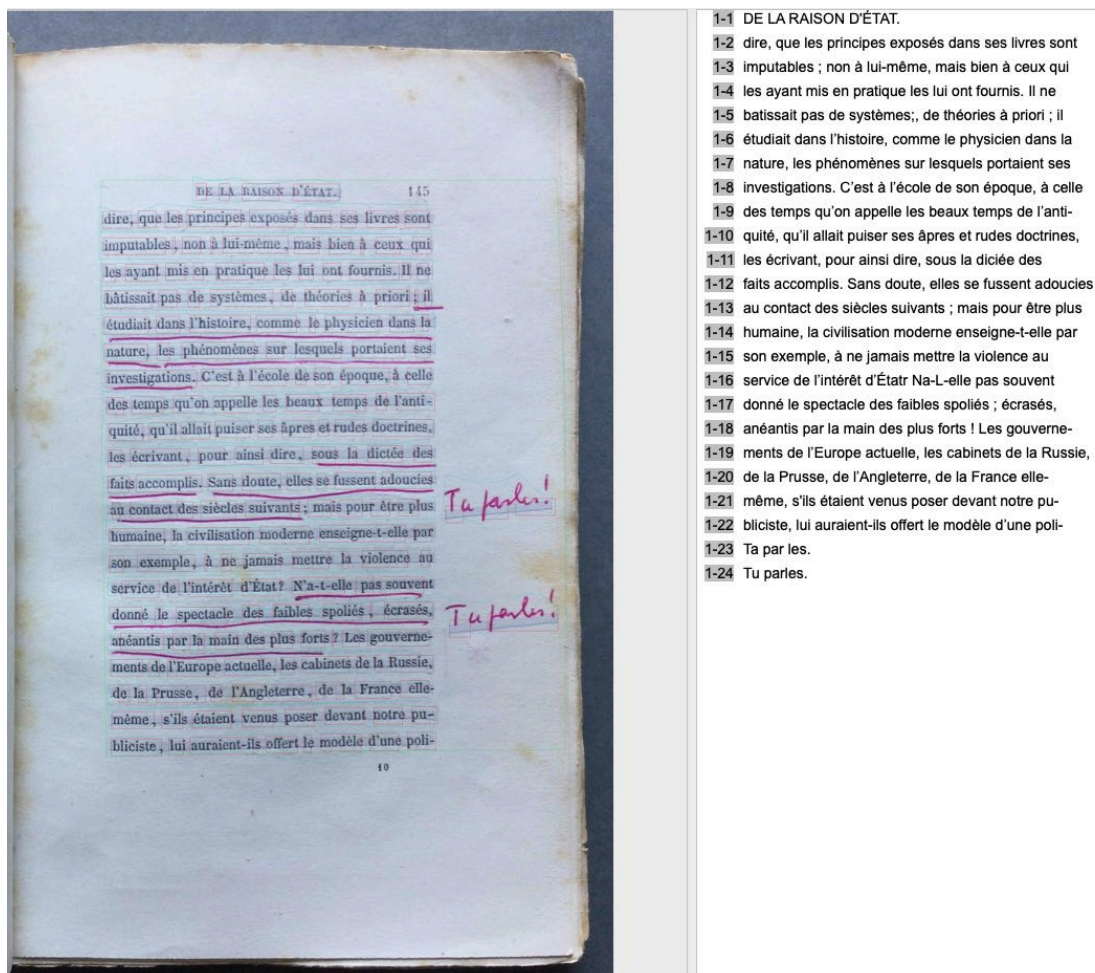 DE LA RAISON D'ÉTAT. 145
dire, que les principes exposés dans ses livres sont
imputables, non à lui-même, mais bien à ceux qui
les ayant mis en pratique les lui ont fournis. Il ne
bâtissait pas de systèmes, de théories à priori ; il
étudiait dans l'histoire, comme le physicien dans la
nature, les phénomènes sur lesquels portaient ses
investigations. C'est à l'école de son époque, à celle
des temps qu'on appelle les beaux temps de l'anti-
quité, qu'il allait puiser ses âpres et rudes doctrines,
les écrivant, pour ainsi dire, sous la dictée des
faits accomplis. Sans doute, elles se fussent adoucies
au contact des siècles suivants ; mais pour être plus
humaine, la civilisation moderne enseigne-t-elle par
son exemple, à ne jamais mettre la violence au
service de l'intérêt d'État? N'a-t-elle pas souvent
donné le spectacle des faibles spoliés, écrasés,
anéantis par la main des plus forts ? Les gouverne-
ments de l'Europe actuelle, les cabinets de la Russie,
de la Prusse, de l'Angleterre, de la France elle-
même, s'ils étaient venus poser devant notre pu-
bliciste, lui auraient-ils offert le modèle d'une poli-
10
Tu parles!
Tu parles!
1-1 DE LA RAISON D'ÉTAT.
1-2 dire, que les principes exposés dans ses livres sont
1-3 imputables ; non à lui-même, mais bien à ceux qui
1-4 les ayant mis en pratique les lui ont fournis. Il ne
1-5 batissait pas de systèmes;, de théories à priori ; il
1-6 étudiait dans l'histoire, comme le physicien dans la
1-7 nature, les phénomènes sur lesquels portaient ses
1-8 investigations. C'est à l'école de son époque, à celle
1-9 des temps qu'on appelle les beaux temps de l'anti-
1-10 quité, qu'il allait puiser ses âpres et rudes doctrines,
1-11 les écrivant, pour ainsi dire, sous la diciée des
1-12 faits accomplis. Sans doute, elles se fussent adoucies
1-13 au contact des siècles suivants ; mais pour être plus
1-14 humaine, la civilisation moderne enseigne-t-elle par
1-15 son exemple, à ne jamais mettre la violence au
1-16 service de l'intérêt d'Étatr Na-L-elle pas souvent
1-17 donné le spectacle des faibles spoliés ; écrasés,
1-18 anéantis par la main des plus forts ! Les gouverne-
1-19 ments de l'Europe actuelle, les cabinets de la Russie,
1-20 de la Prusse, de l'Angleterre, de la France elle-
1-21 même, s'ils étaient venus poser devant notre pu-
1-22 bliciste, lui auraient-ils offert le modèle d'une poli-
1-23 Ta par les.
1-24 Tu parles.